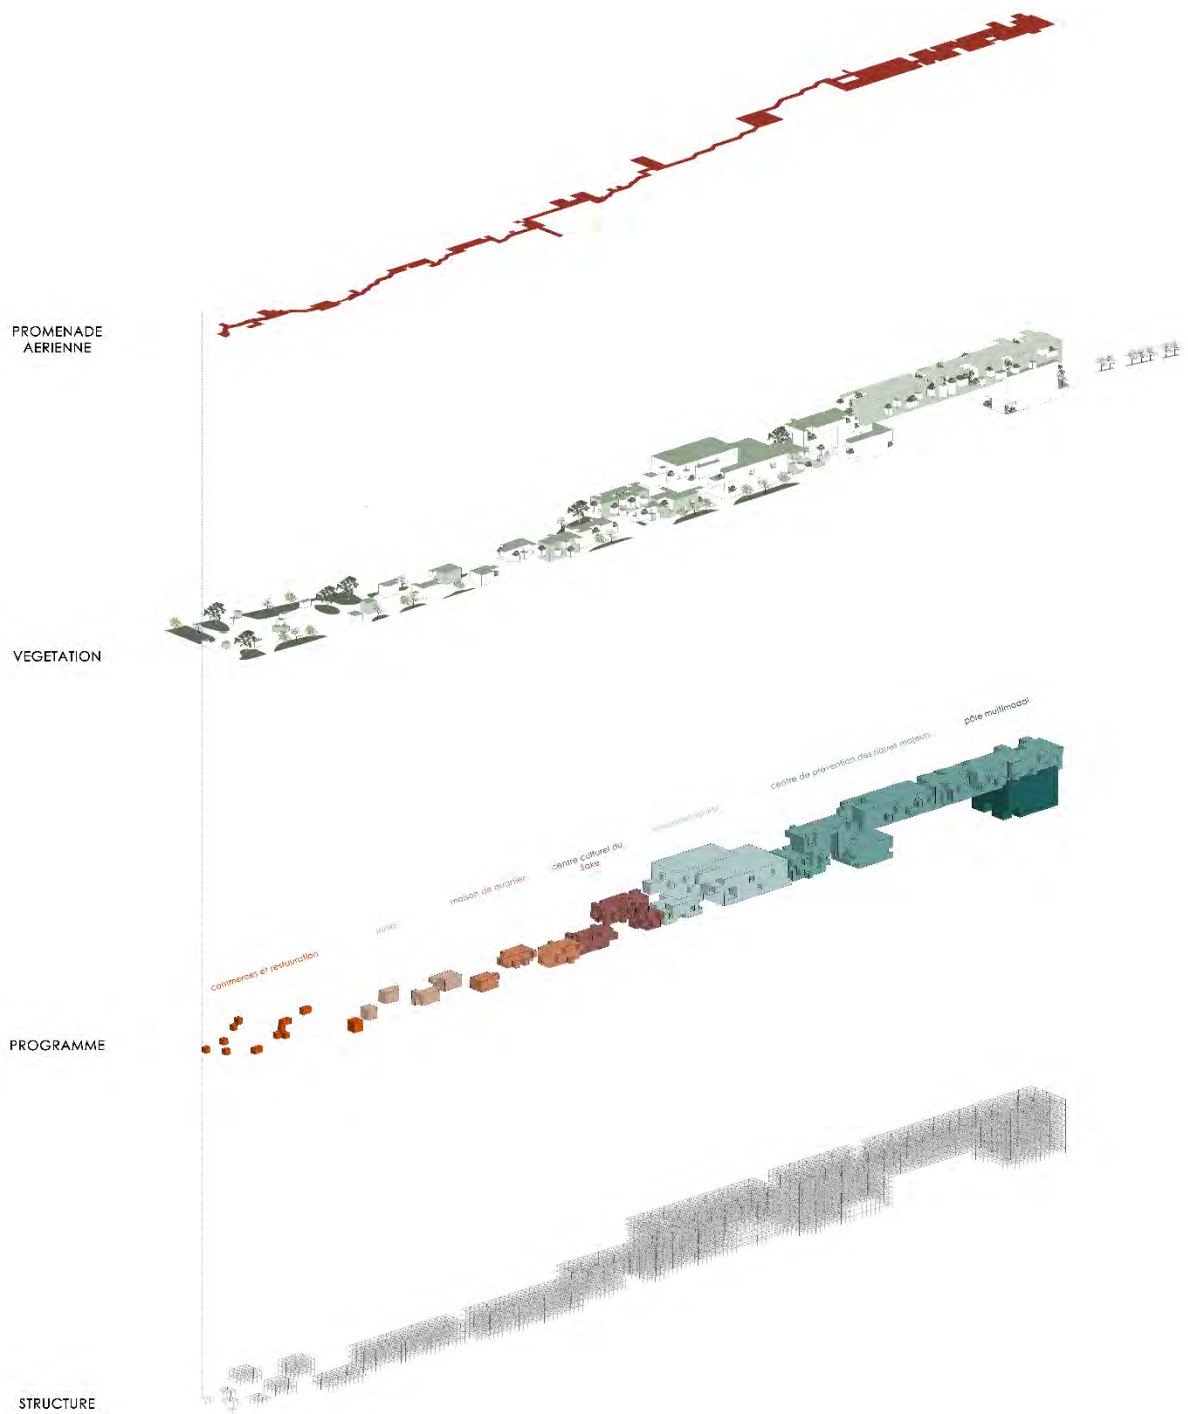 PROMENADE
AERIENNE
VEGETATION
pôle multimodal
centre de prévention des risques majeurs
centre culturel du
Saké
maison de quartier
commerces et restauration
PROGRAMME
STRUCTURE